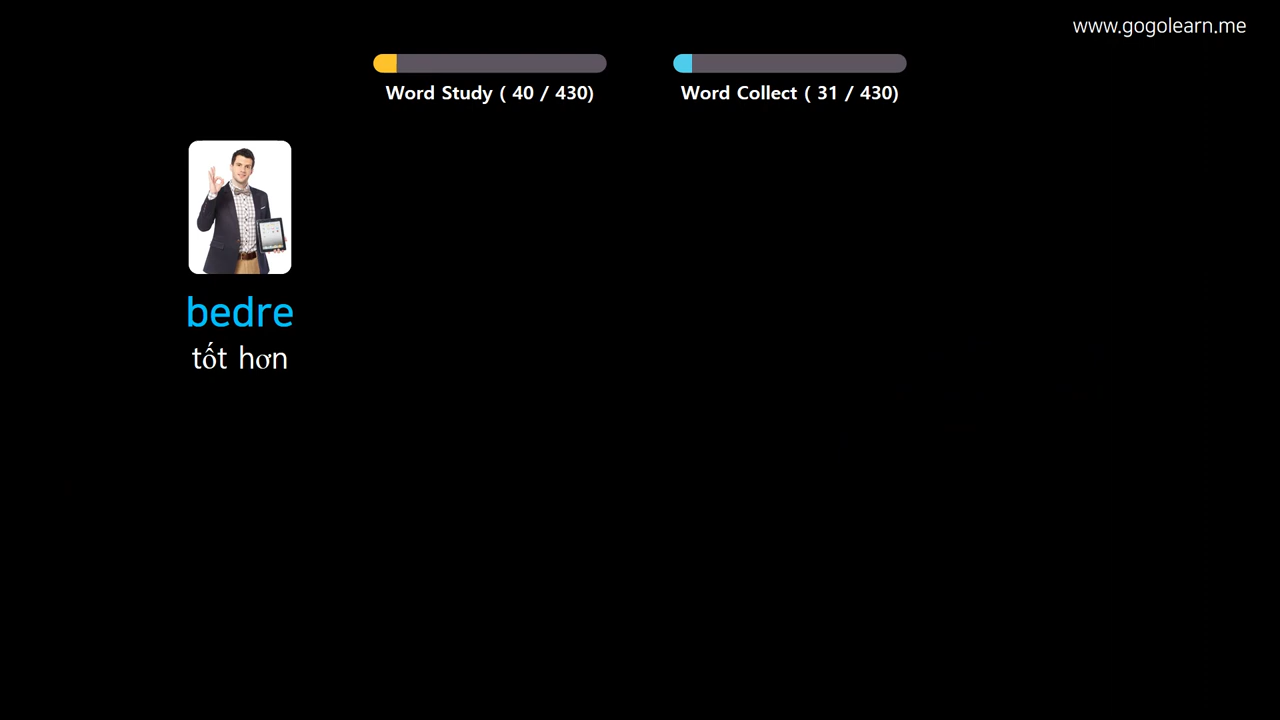 www.gogolearn.me
Word Study ( 40 / 430)
Word Collect ( 31 / 430)
bedre
tốt hơn